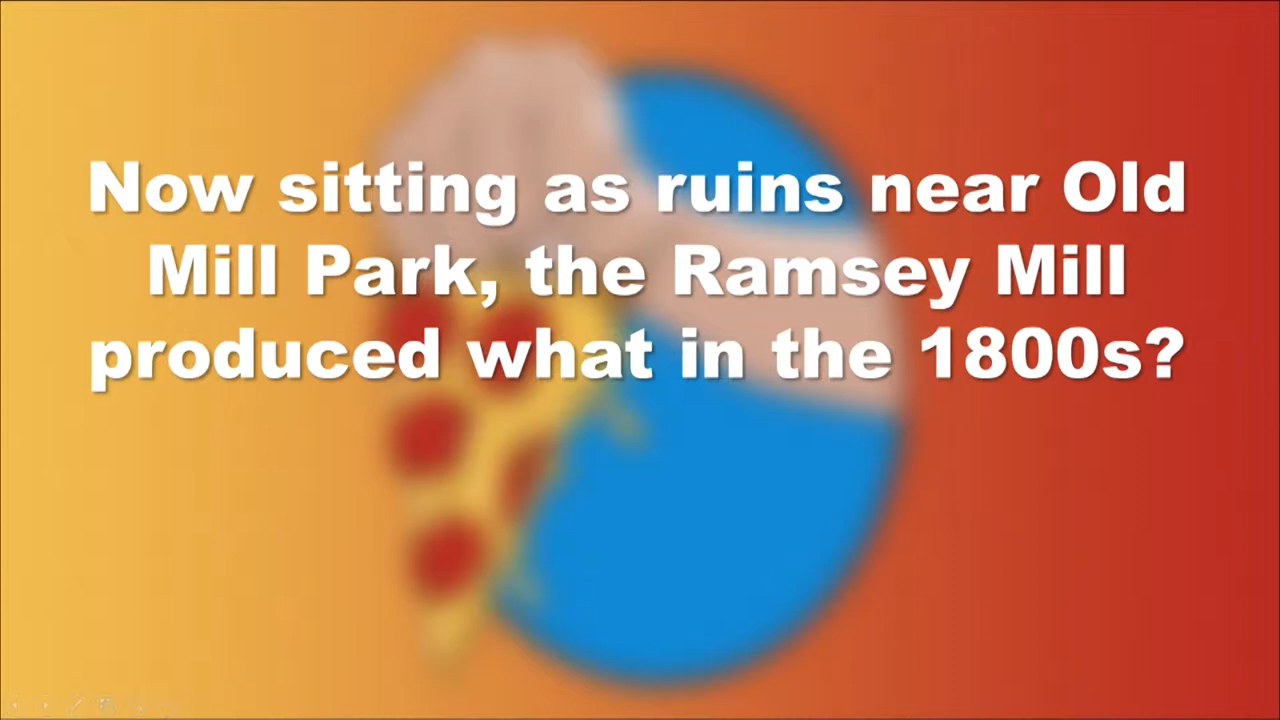 Now sitting as ruins near Old
Mill Park, the Ramsey Mill
produced what in the 1800s?